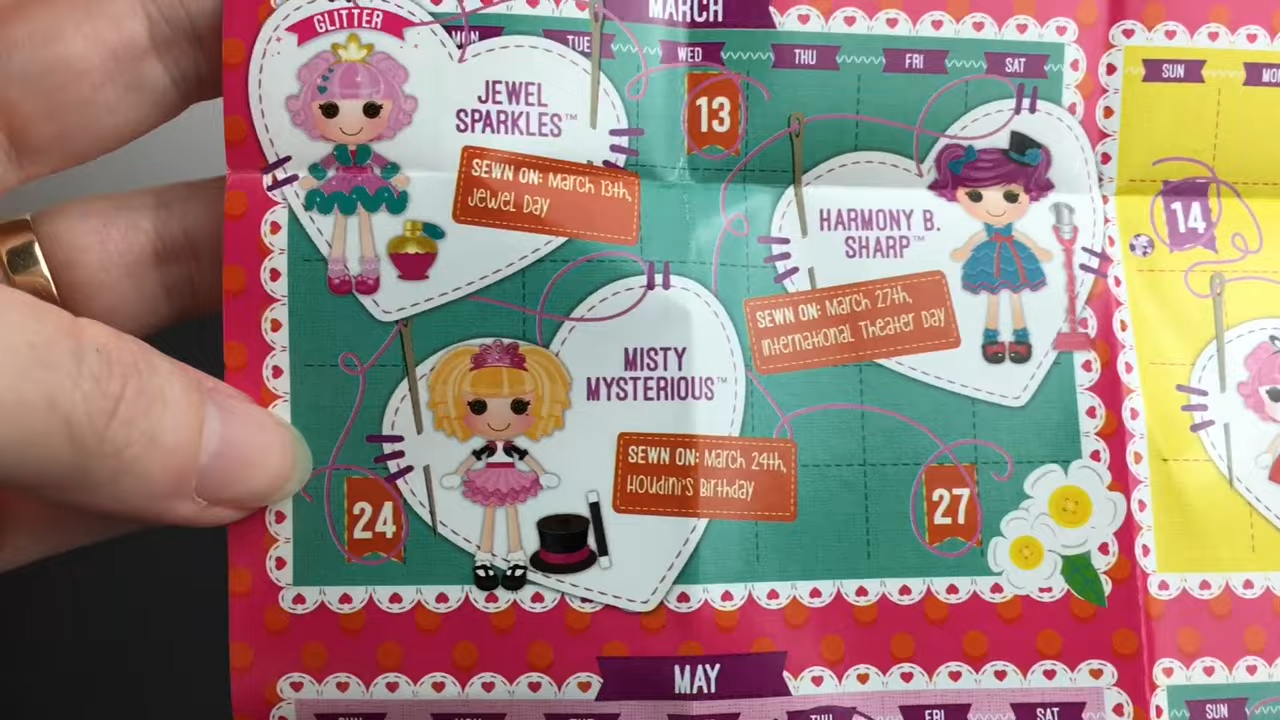 MARCH
GLITTER
MON TUE WED THU FRI SAT
JEWEL
SPARKLES™
SEWN ON: March 13th,
Jewel Day
13
HARMONY B.
SHARP™
SEWN ON: March 27th,
International Theater Day
MISTY
MYSTERIOUS™
SEWN ON: March 24th,
Houdini's Birthday
24
27
SUN
14
MAY
THU FRI SAT
SUN